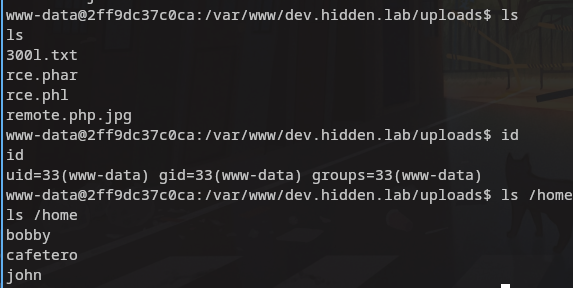 www-data@2ff9dc37c0ca:/var/www/dev.hidden.lab/uploads$ ls
ls
300l.txt
rce.phar
rce.phl
remote.php.jpg
www-data@2ff9dc37c0ca:/var/www/dev.hidden.lab/uploads$ id
id
uid=33(www-data) gid=33(www-data) groups=33(www-data)
www-data@2ff9dc37c0ca:/var/www/dev.hidden.lab/uploads$ ls /home
ls /home
bobby
cafetero
john